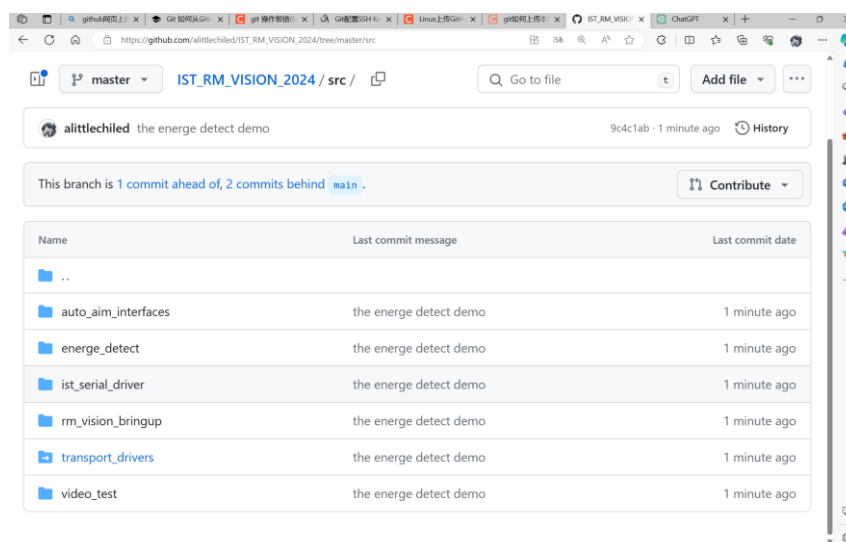 github网页上
Git 如何从Git
git 操作报错(
Git配置SSH K
Linux上传GitH
git如何上传本
IST_RM_VISIO
ChatGPT
https://github.com/alittlechiled/IST_RM_VISION_2024/tree/master/src
master
IST_RM_VISION_2024 / src /
Go to file
t
Add file
alittlechiled the energe detect demo
9c4c1ab · 1 minute ago
History
This branch is 1 commit ahead of, 2 commits behind main .
Contribute
Name Last commit message Last commit date
..
auto_aim_interfaces the energe detect demo 1 minute ago
energe_detect the energe detect demo 1 minute ago
ist_serial_driver the energe detect demo 1 minute ago
rm_vision_bringup the energe detect demo 1 minute ago
transport_drivers the energe detect demo 1 minute ago
video_test the energe detect demo 1 minute ago